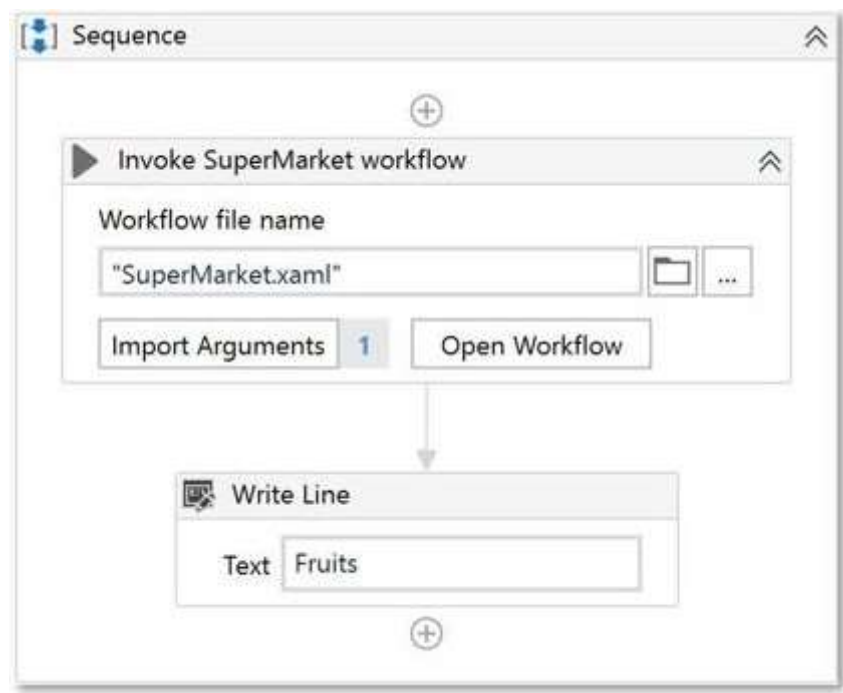 Sequence
Invoke SuperMarket workflow
Workflow file name
"SuperMarket.xaml"
...
Import Arguments 1 Open Workflow
Write Line
Text Fruits